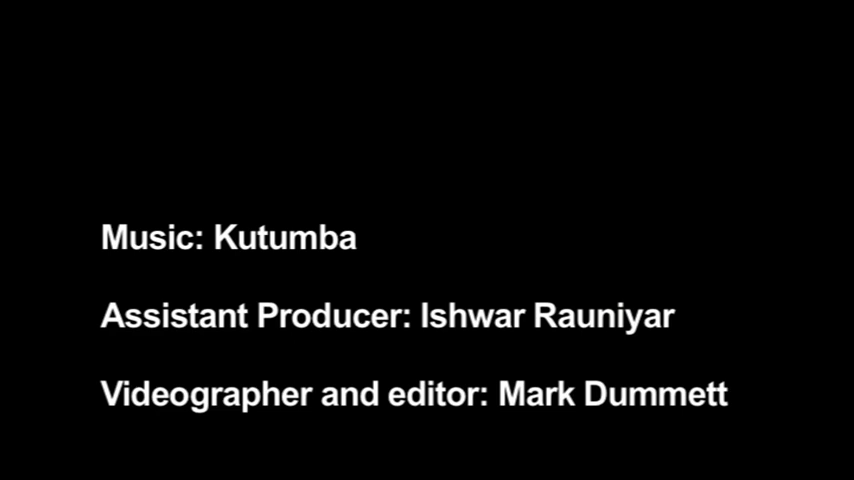 Music: Kutumba
Assistant Producer: Ishwar Rauniyar
Videographer and editor: Mark Dummett